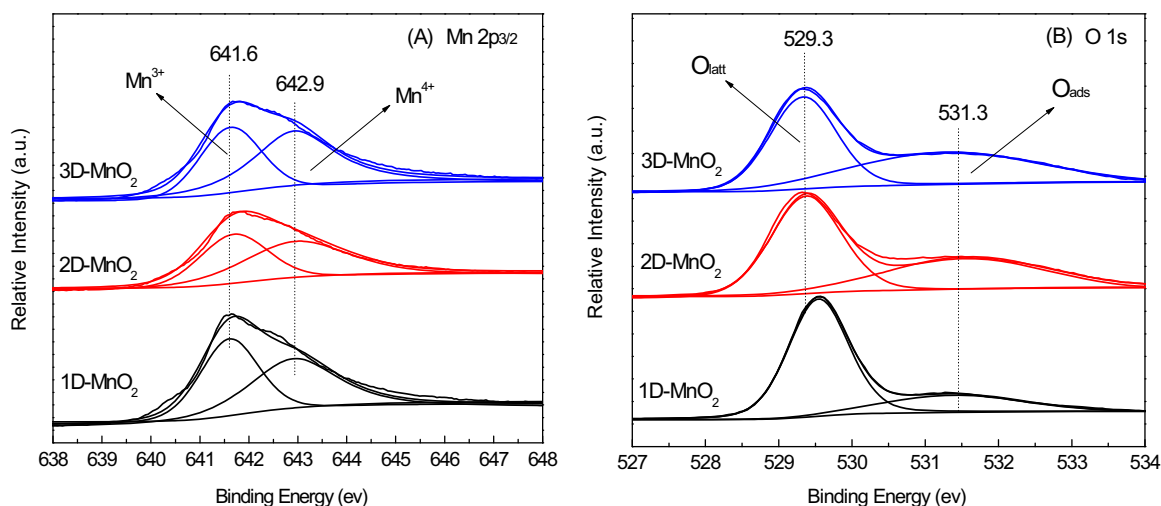 (A) Mn 2p3/2
641.6
642.9
Mn3+
Mn4+
3D-MnO2
2D-MnO2
1D-MnO2
Relative Intensity (a.u.)
638 639 640 641 642 643 644 645 646 647 648
Binding Energy (ev)
(B) O 1s
529.3
Olatt
Oads
531.3
3D-MnO2
2D-MnO2
1D-MnO2
Relative Intensity (a.u.)
527 528 529 530 531 532 533 534
Binding Energy (ev)